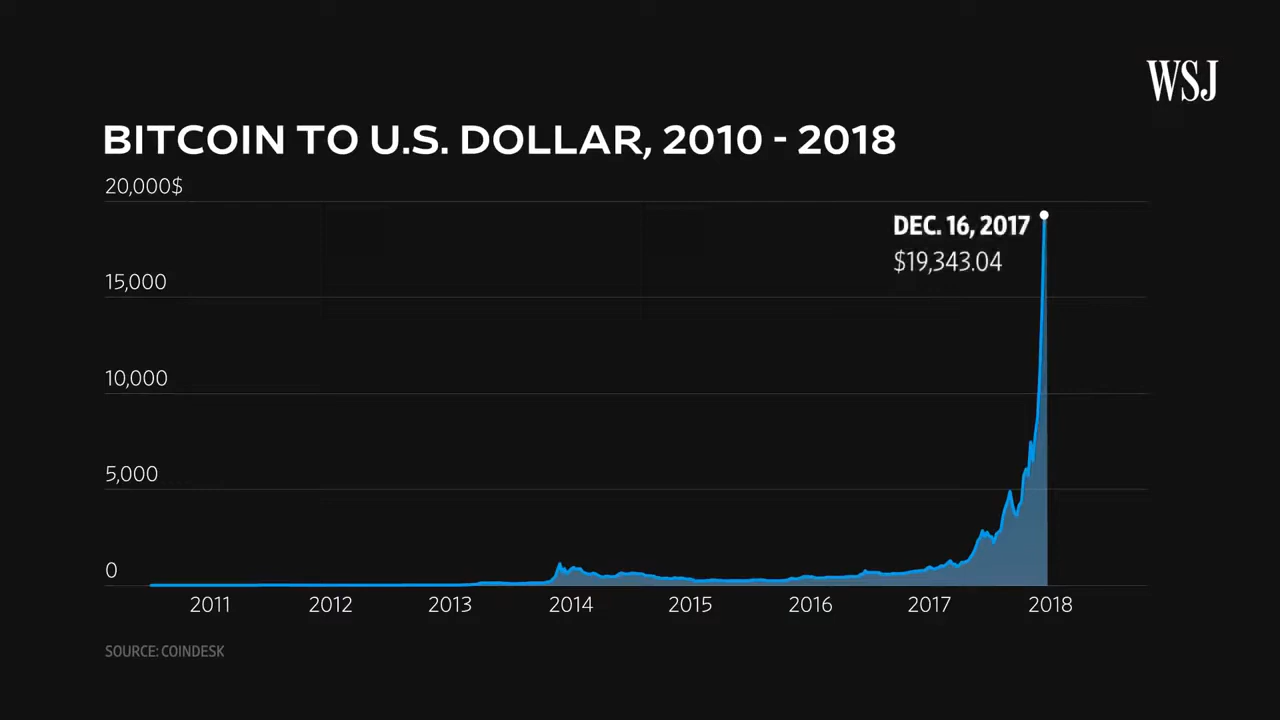 WSJ
BITCOIN TO U.S. DOLLAR, 2010 - 2018
20,000$
DEC. 16, 2017
$19,343.04
15,000
10,000
5,000
0
2011 2012 2013 2014 2015 2016 2017 2018
SOURCE: COINDESK